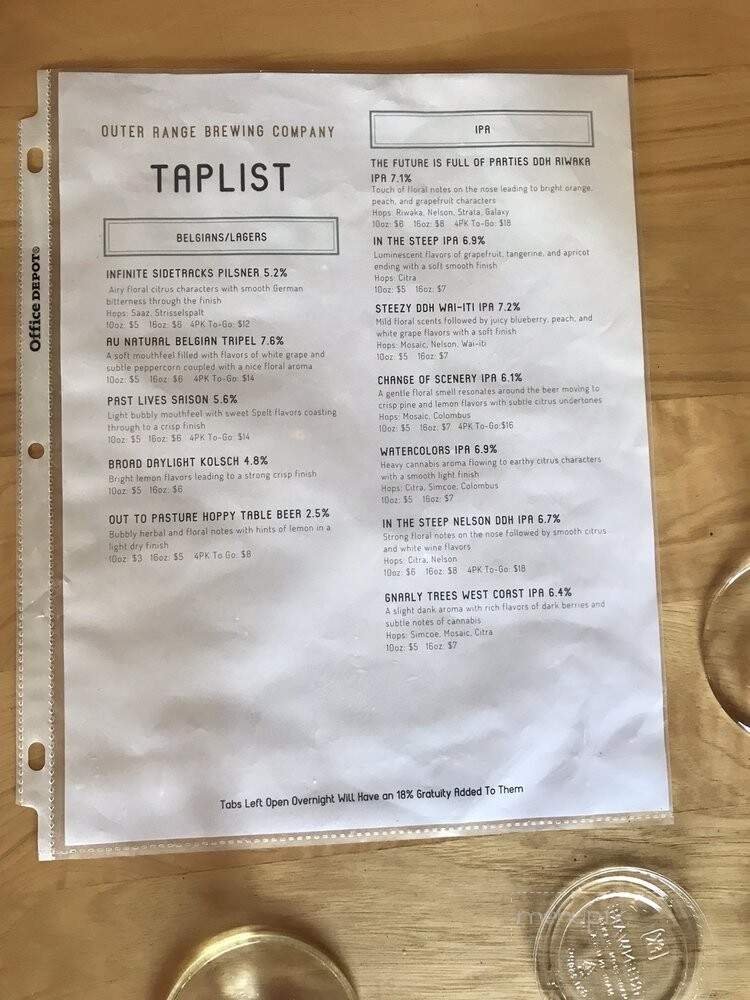 Office DEPOT®
OUTER RANGE BREWING COMPANY
TAPLIST
BELGIANS/LAGERS
INFINITE SIDETRACKS PILSNER 5.2%
Airy floral citrus characters with smooth German
bitterness through the finish
Hops: Saaz, Strisselspalt
10oz: $5 16oz: $6 4PK To-Go: $12
AU NATURAL BELGIAN TRIPEL 7.6%
A soft mouthfeel filled with flavors of white grape and
subtle peppercorn coupled with a nice floral aroma
10oz: $5 16oz: $6 4PK To-Go: $14
PAST LIVES SAISON 5.6%
Light bubbly mouthfeel with sweet Spelt flavors coasting
through to a crisp finish
10oz: $5 16oz: $6 4PK To-Go: $14
BROAD DAYLIGHT KOLSCH 4.8%
Bright lemon flavors leading to a strong crisp finish
10oz: $5 16oz: $6
OUT TO PASTURE HOPPY TABLE BEER 2.5%
Bubbly herbal and floral notes with hints of lemon in a
light dry finish
10oz: $3 16oz: $5 4PK To Go: $8
IPA
THE FUTURE IS FULL OF PARTIES DDH RIWAKA
IPA 7.1%
Touch of floral notes on the nose leading to bright orange,
peach, and grapefruit characters
Hops: Riwaka, Nelson, Strata, Galaxy
10oz: $6 16oz: $8 4PK To-Go: $18
IN THE STEEP IPA 6.9%
Luminescent flavors of grapefruit, tangerine, and apricot
ending with a soft smooth finish
Hops: Citra
10oz: $5 16oz: $7
STEEZY DDH WAI-ITI IPA 7.2%
Mild floral scents followed by juicy blueberry, peach, and
white grape flavors with a soft finish
Hops: Mosaic, Nelson, Wai-iti
10oz: $5 16oz: $7
CHANGE OF SCENERY IPA 6.1%
A gentle floral smell resonates around the beer moving to
crisp pine and lemon flavors with subtle citrus undertones
Hops: Mosaic, Colombus
10oz: $5 16oz: $7 4PK To-Go:$16
WATERCOLORS IPA 6.9%
Heavy cannabis aroma flowing to earthy citrus characters
with a smooth light finish
Hops: Citra, Simcoe, Colombus
10oz: $5 16oz: $7
IN THE STEEP NELSON DDH IPA 6.7%
Strong floral notes on the nose followed by smooth citrus
and white wine flavors
Hops: Citra, Nelson
10oz: $6 16oz: $8 4PK To-Go: $18
GNARLY TREES WEST COAST IPA 6.4%
A slight dank aroma with rich flavors of dark berries and
subtle notes of cannabis
Hops: Simcoe, Mosaic, Citra
10oz: $5 16oz: $7
Tabs Left Open Overnight Will Have an 18% Gratuity Added To Them